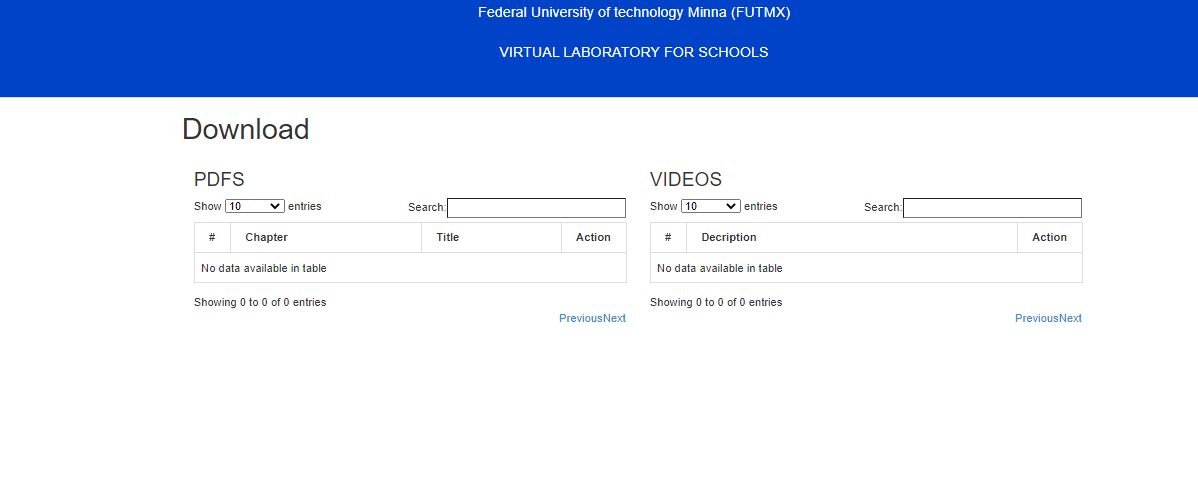 Federal University of technology Minna (FUTMX)
VIRTUAL LABORATORY FOR SCHOOLS
Download
PDFS
Show 10 entries Search:
# Chapter Title Action
No data available in table
Showing 0 to 0 of 0 entries
PreviousNext
VIDEOS
Show 10 entries Search:
# Decription Action
No data available in table
Showing 0 to 0 of 0 entries
PreviousNext